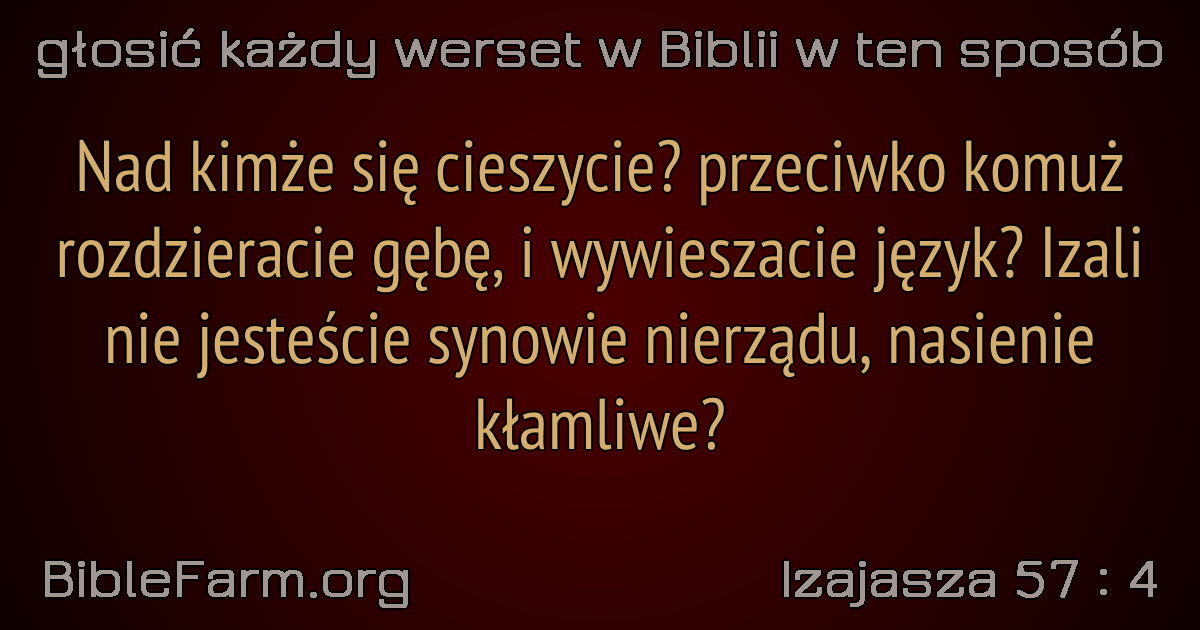 głosić każdy werset w Biblii w ten sposób
Nad kimże się cieszycie? przeciwko komuż
rozdzieracie gębę, i wywieszacie język? Izali
nie jesteście synowie nierządu, nasienie
kłamliwe?
BibleFarm.org
Izajasza 57 : 4